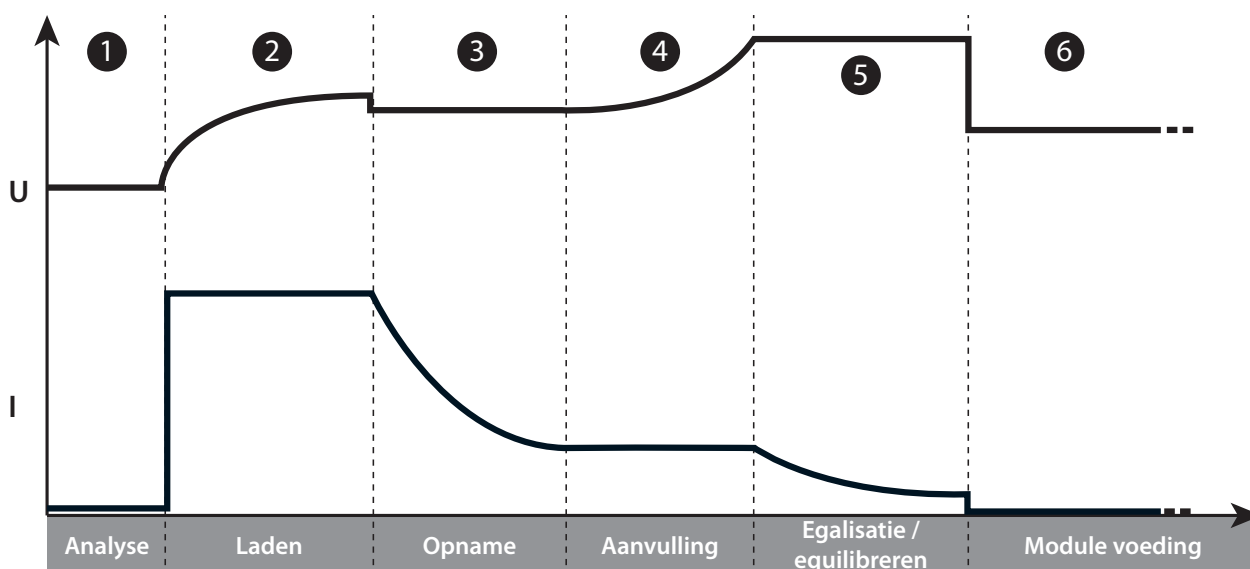 1
2
3
4
5
6
U
I
Analyse
Laden
Opname
Aanvulling
Egalisatie /
equilibreren
Module voeding